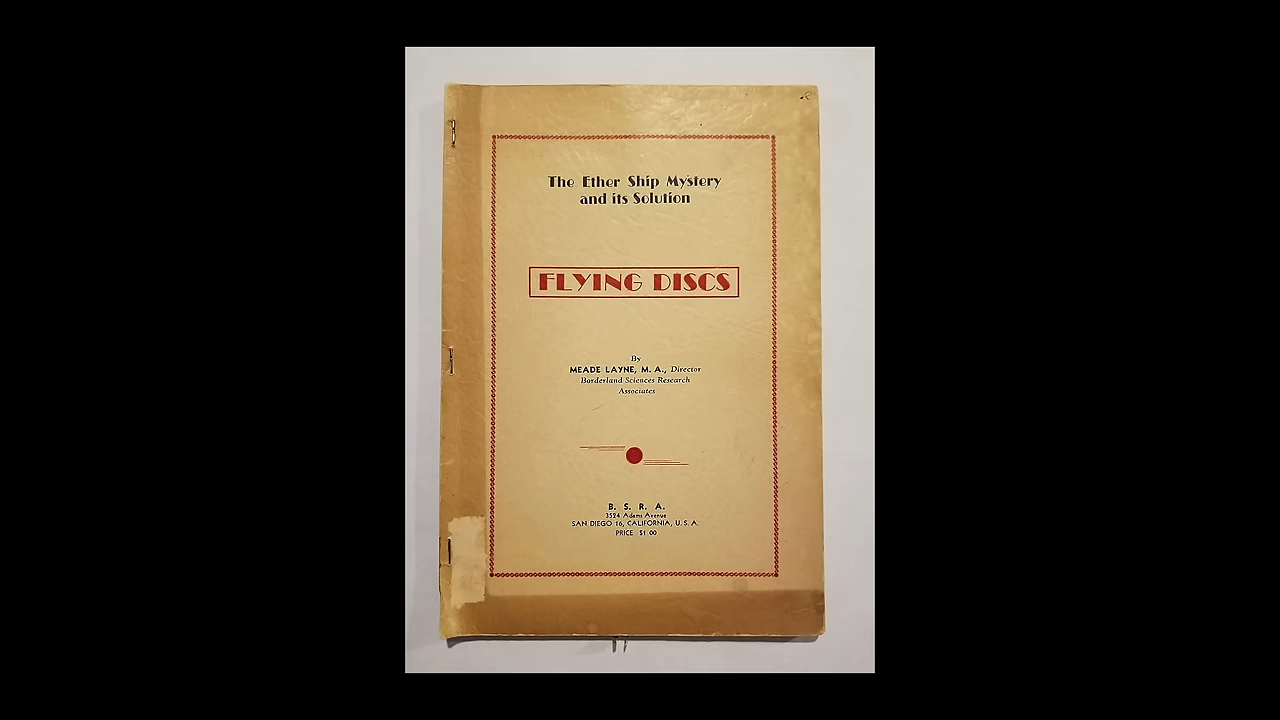 The Ether Ship Mystery
and its Solution
FLYING DISCS
By
MEADE LAYNE, M. A., Director
Borderland Sciences Research
Associates
B. S. R. A.
3524 Adams Avenue
SAN DIEGO 16, CALIFORNIA, U. S. A.
PRICE $1 00